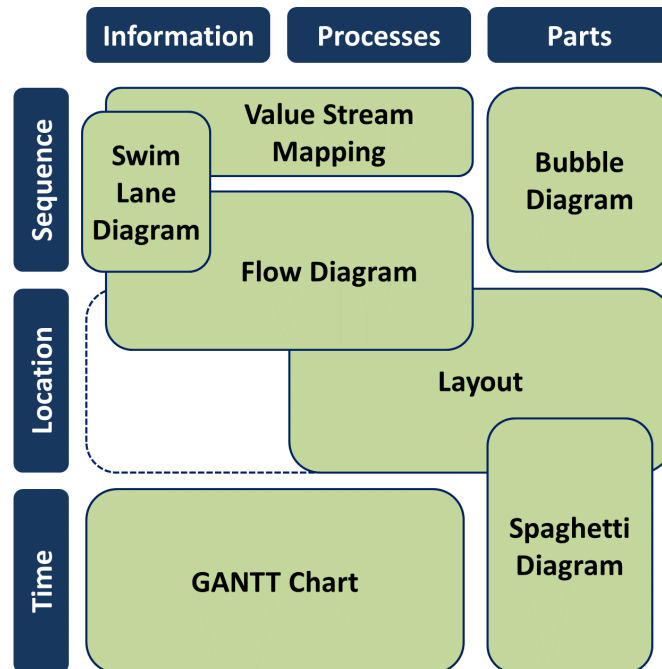 Information
Processes
Parts
Sequence
Value Stream
Mapping
Swim
Lane
Diagram
Bubble
Diagram
Flow Diagram
Location
Layout
Time
GANTT Chart
Spaghetti
Diagram